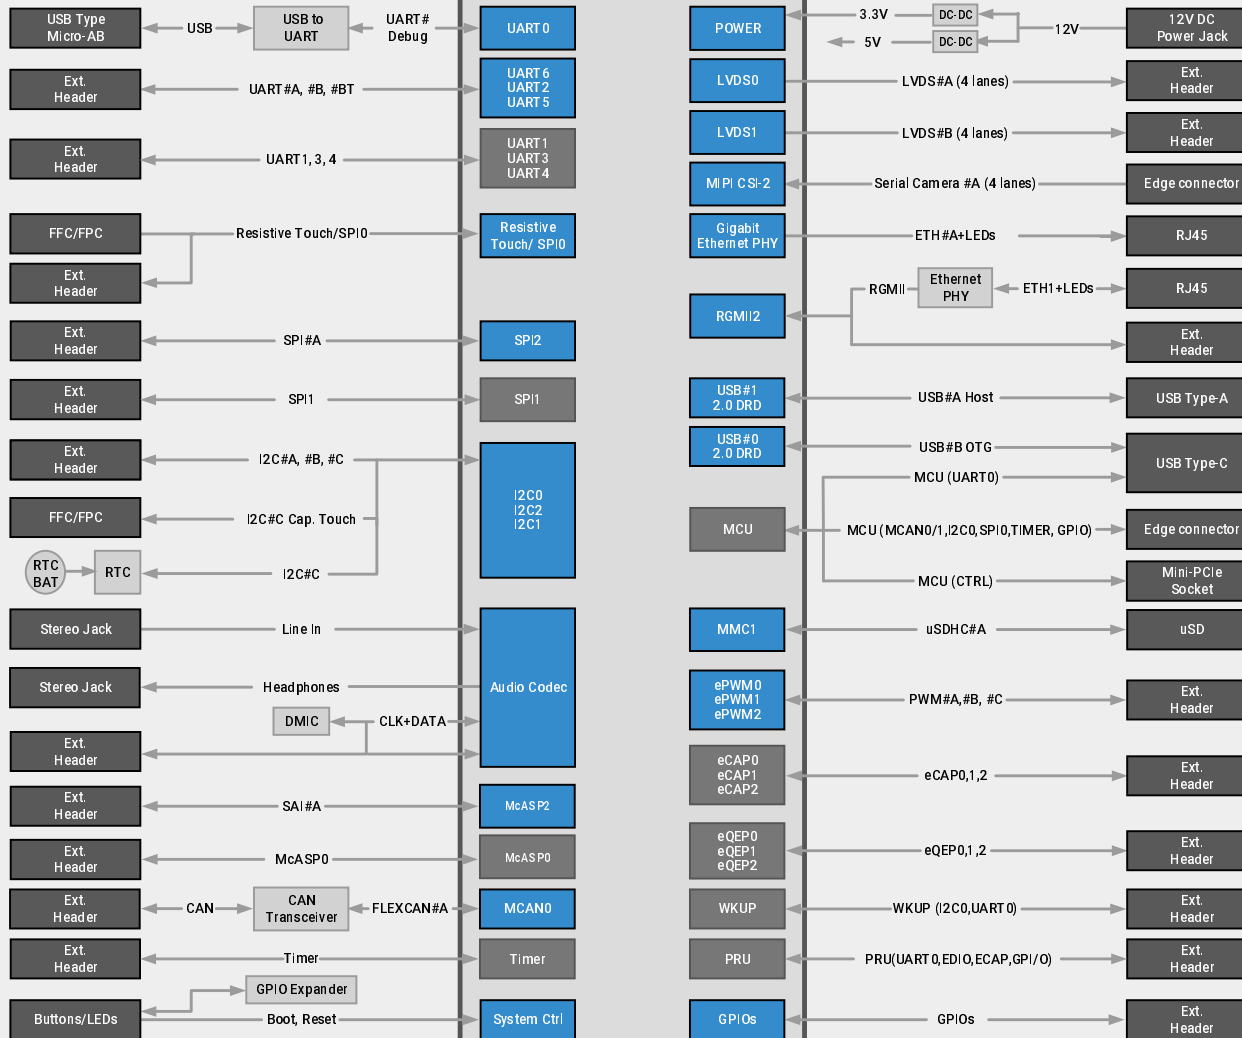 USB Type
Micro-AB
USB
USB to
UART
UART#
Debug
UART0
Ext.
Header
UART#A, #B, #BT
UART6
UART2
UART5
Ext.
Header
UART1, 3, 4
UART1
UART3
UART4
FFC/FPC
Resistive Touch/SPI0
Resistive
Touch/ SPI0
Ext.
Header
Ext.
Header
SPI#A
SPI2
Ext.
Header
SPI1
SPI1
Ext.
Header
I2C#A, #B, #C
I2C0
I2C2
I2C1
FFC/FPC
I2C#C Cap. Touch
RTC
BAT
RTC
I2C#C
Stereo Jack
Line In
Audio Codec
Stereo Jack
Headphones
DMIC
CLK+DATA
Ext.
Header
Ext.
Header
SAI#A
McASP2
Ext.
Header
McASP0
McASP0
Ext.
Header
CAN
CAN
Transceiver
FLEXCAN#A
MCAN0
Ext.
Header
Timer
Timer
GPIO Expander
Buttons/LEDs
Boot, Reset
System Ctrl
POWER
3.3V
DC-DC
5V
DC-DC
12V
12V DC
Power Jack
LVDS0
LVDS#A (4 lanes)
Ext.
Header
LVDS1
LVDS#B (4 lanes)
Ext.
Header
MIPI CSI-2
Serial Camera #A (4 lanes)
Edge connector
Gigabit
Ethernet PHY
ETH#A+LEDs
RJ45
RGMII2
RGMII
Ethernet
PHY
ETH1+LEDs
RJ45
Ext.
Header
USB#1
2.0 DRD
USB#A Host
USB Type-A
USB#0
2.0 DRD
USB#B OTG
USB Type-C
MCU (UART0)
MCU
MCU (MCAN0/1,I2C0,SPI0,TIMER, GPIO)
Edge connector
MCU (CTRL)
Mini-PCIe
Socket
MMC1
uSDHC#A
uSD
ePWM0
ePWM1
ePWM2
PWM#A,#B, #C
Ext.
Header
eCAP0
eCAP1
eCAP2
eCAP0,1,2
Ext.
Header
eQEP0
eQEP1
eQEP2
eQEP0,1,2
Ext.
Header
WKUP
WKUP (I2C0,UART0)
Ext.
Header
PRU
PRU(UART0,EDIO,ECAP,GPI/O)
Ext.
Header
GPIOs
GPIOs
Ext.
Header